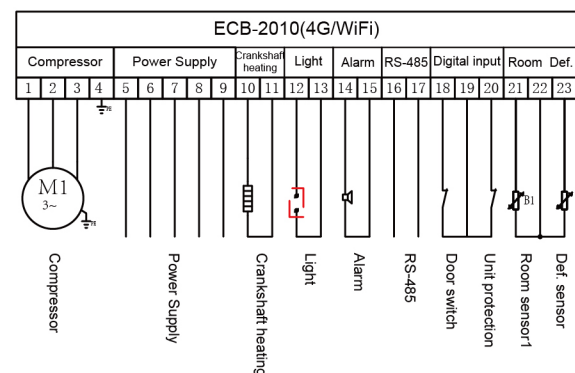 ECB-2010(4G/WiFi)
Compressor Power Supply Crankshaft heating Light Alarm RS-485 Digital input Room Def.
1 2 3 4 5 6 7 8 9 10 11 12 13 14 15 16 17 18 19 20 21 22 23
M1
3~
B1
Compressor
Power Supply
Crankshaft heating
Light
Alarm
RS-485
Door switch
Unit protection
Room sensor1
Def. sensor